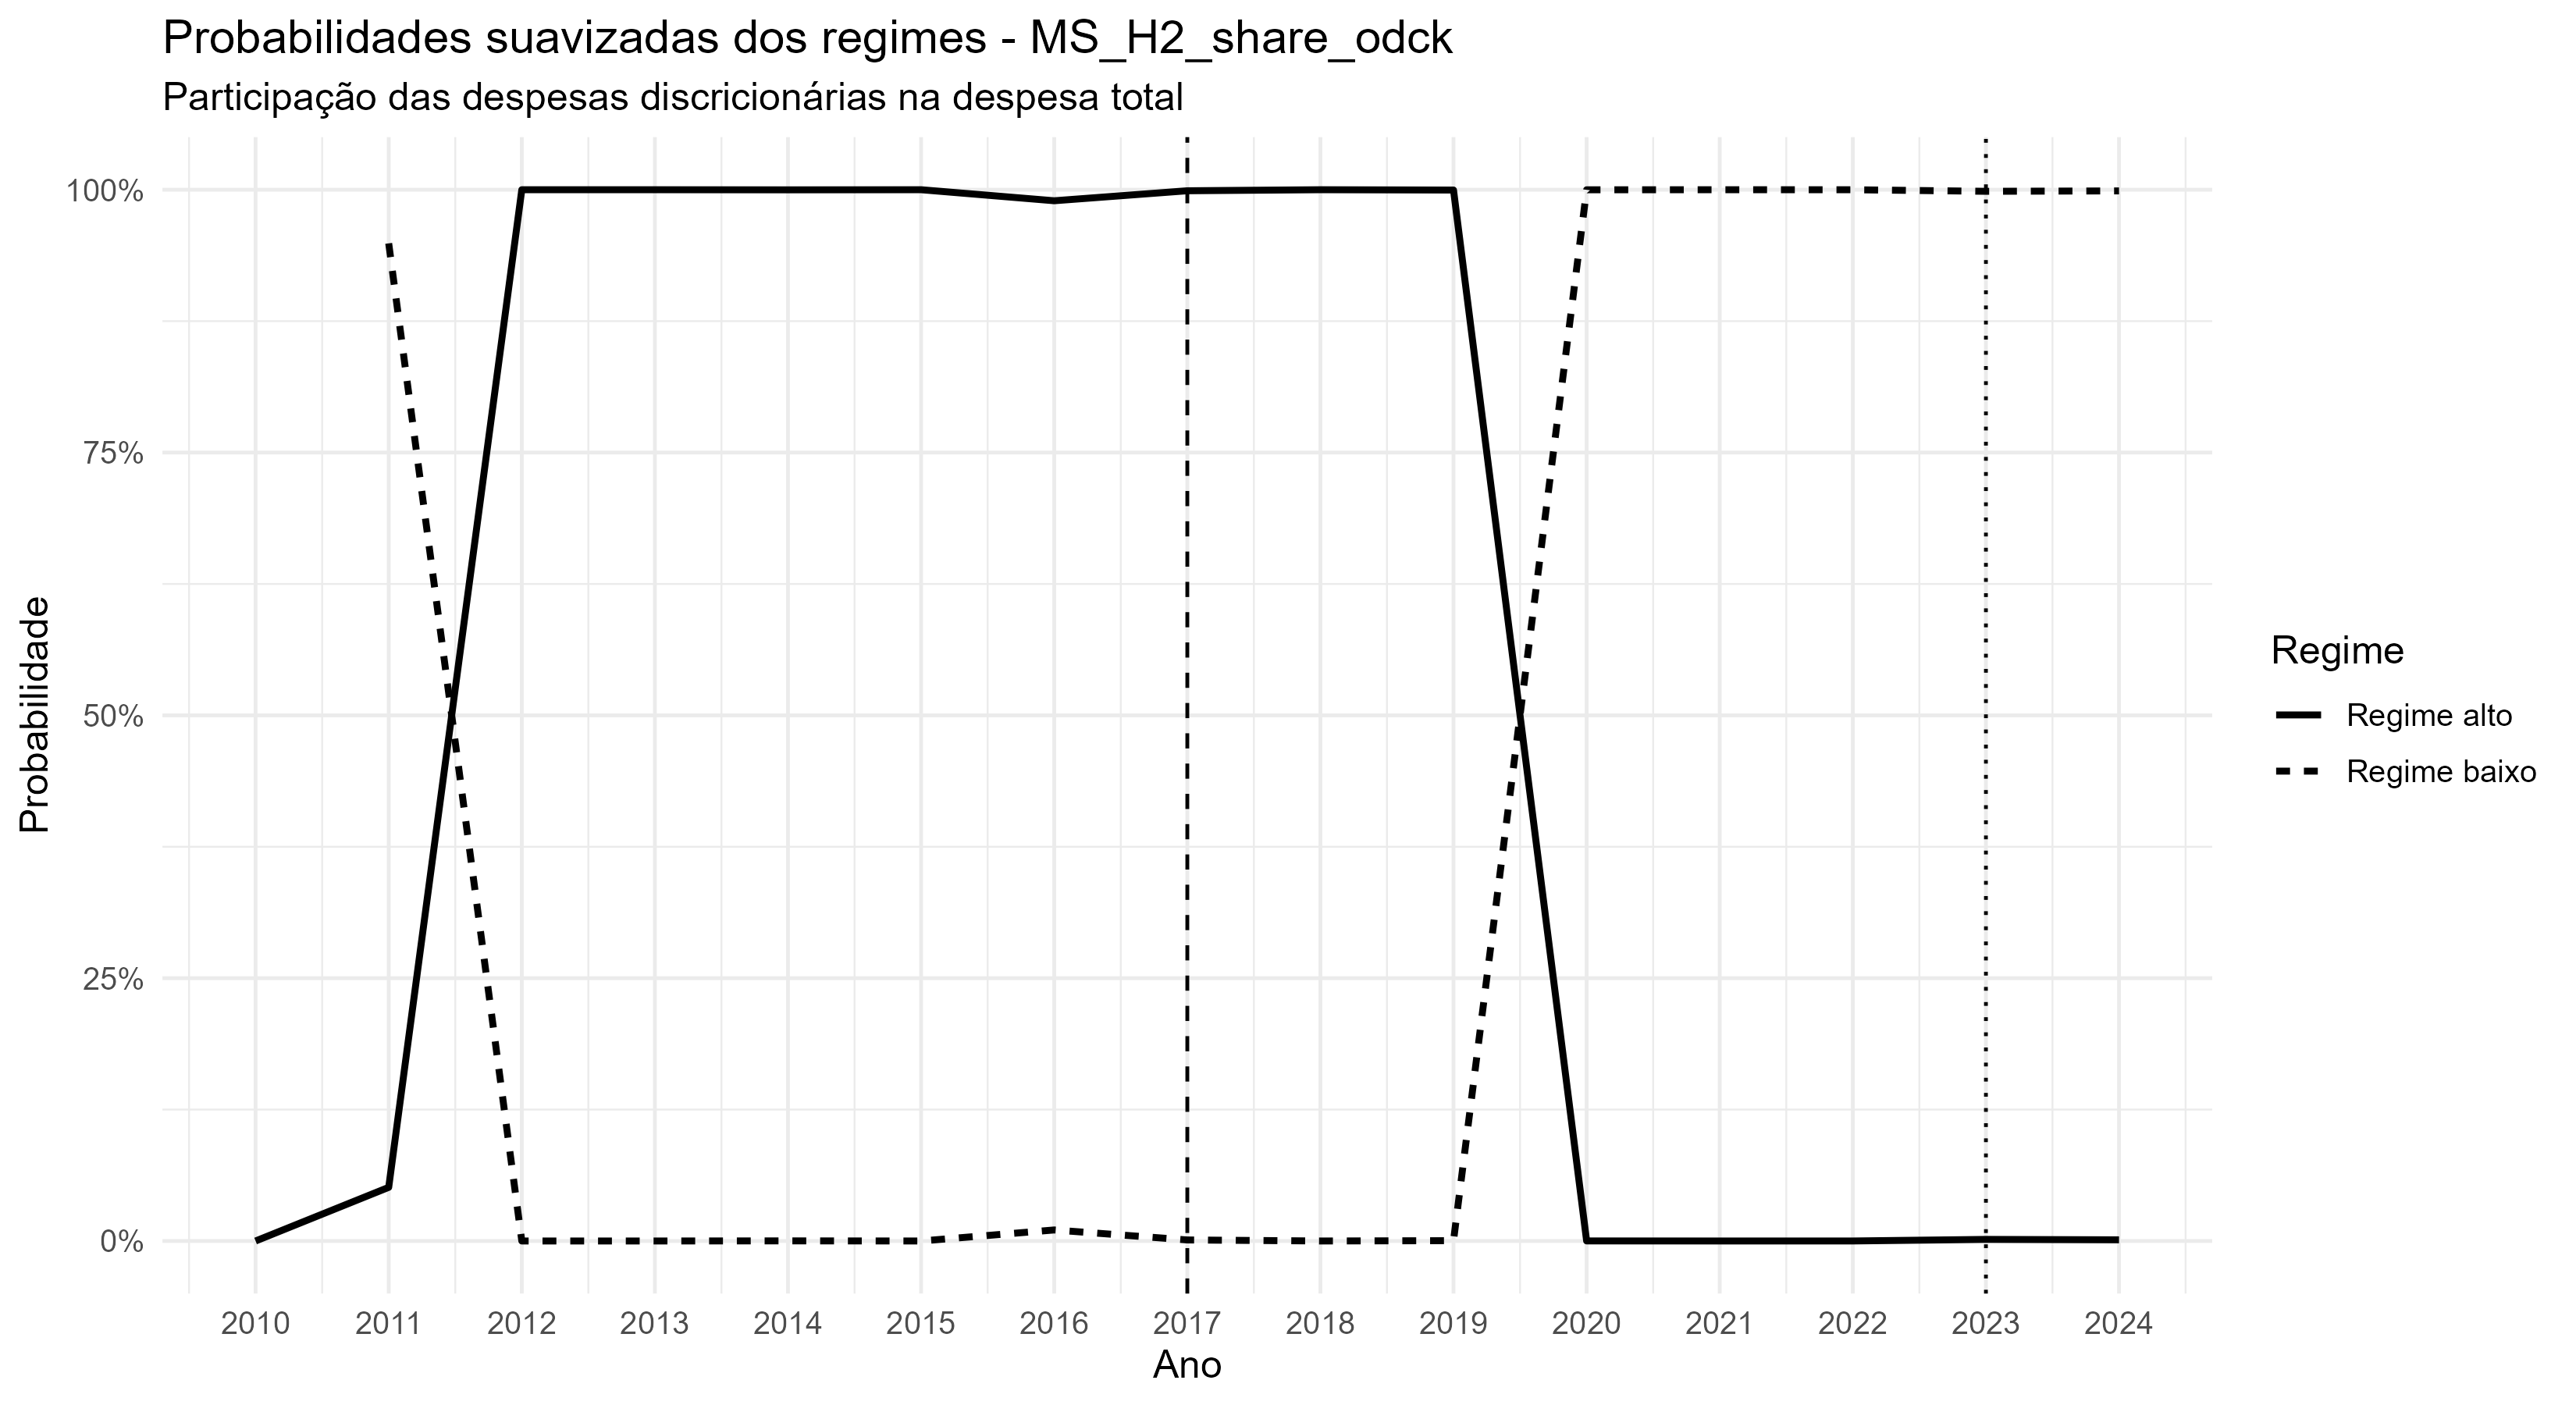 Probabilidades suavizadas dos regimes - MS_H2_share_odck
Participação das despesas discricionárias na despesa total
Probabilidade
100%
75%
50%
25%
0%
2010 2011 2012 2013 2014 2015 2016 2017 2018 2019 2020 2021 2022 2023 2024
Ano
Regime
Regime alto
Regime baixo